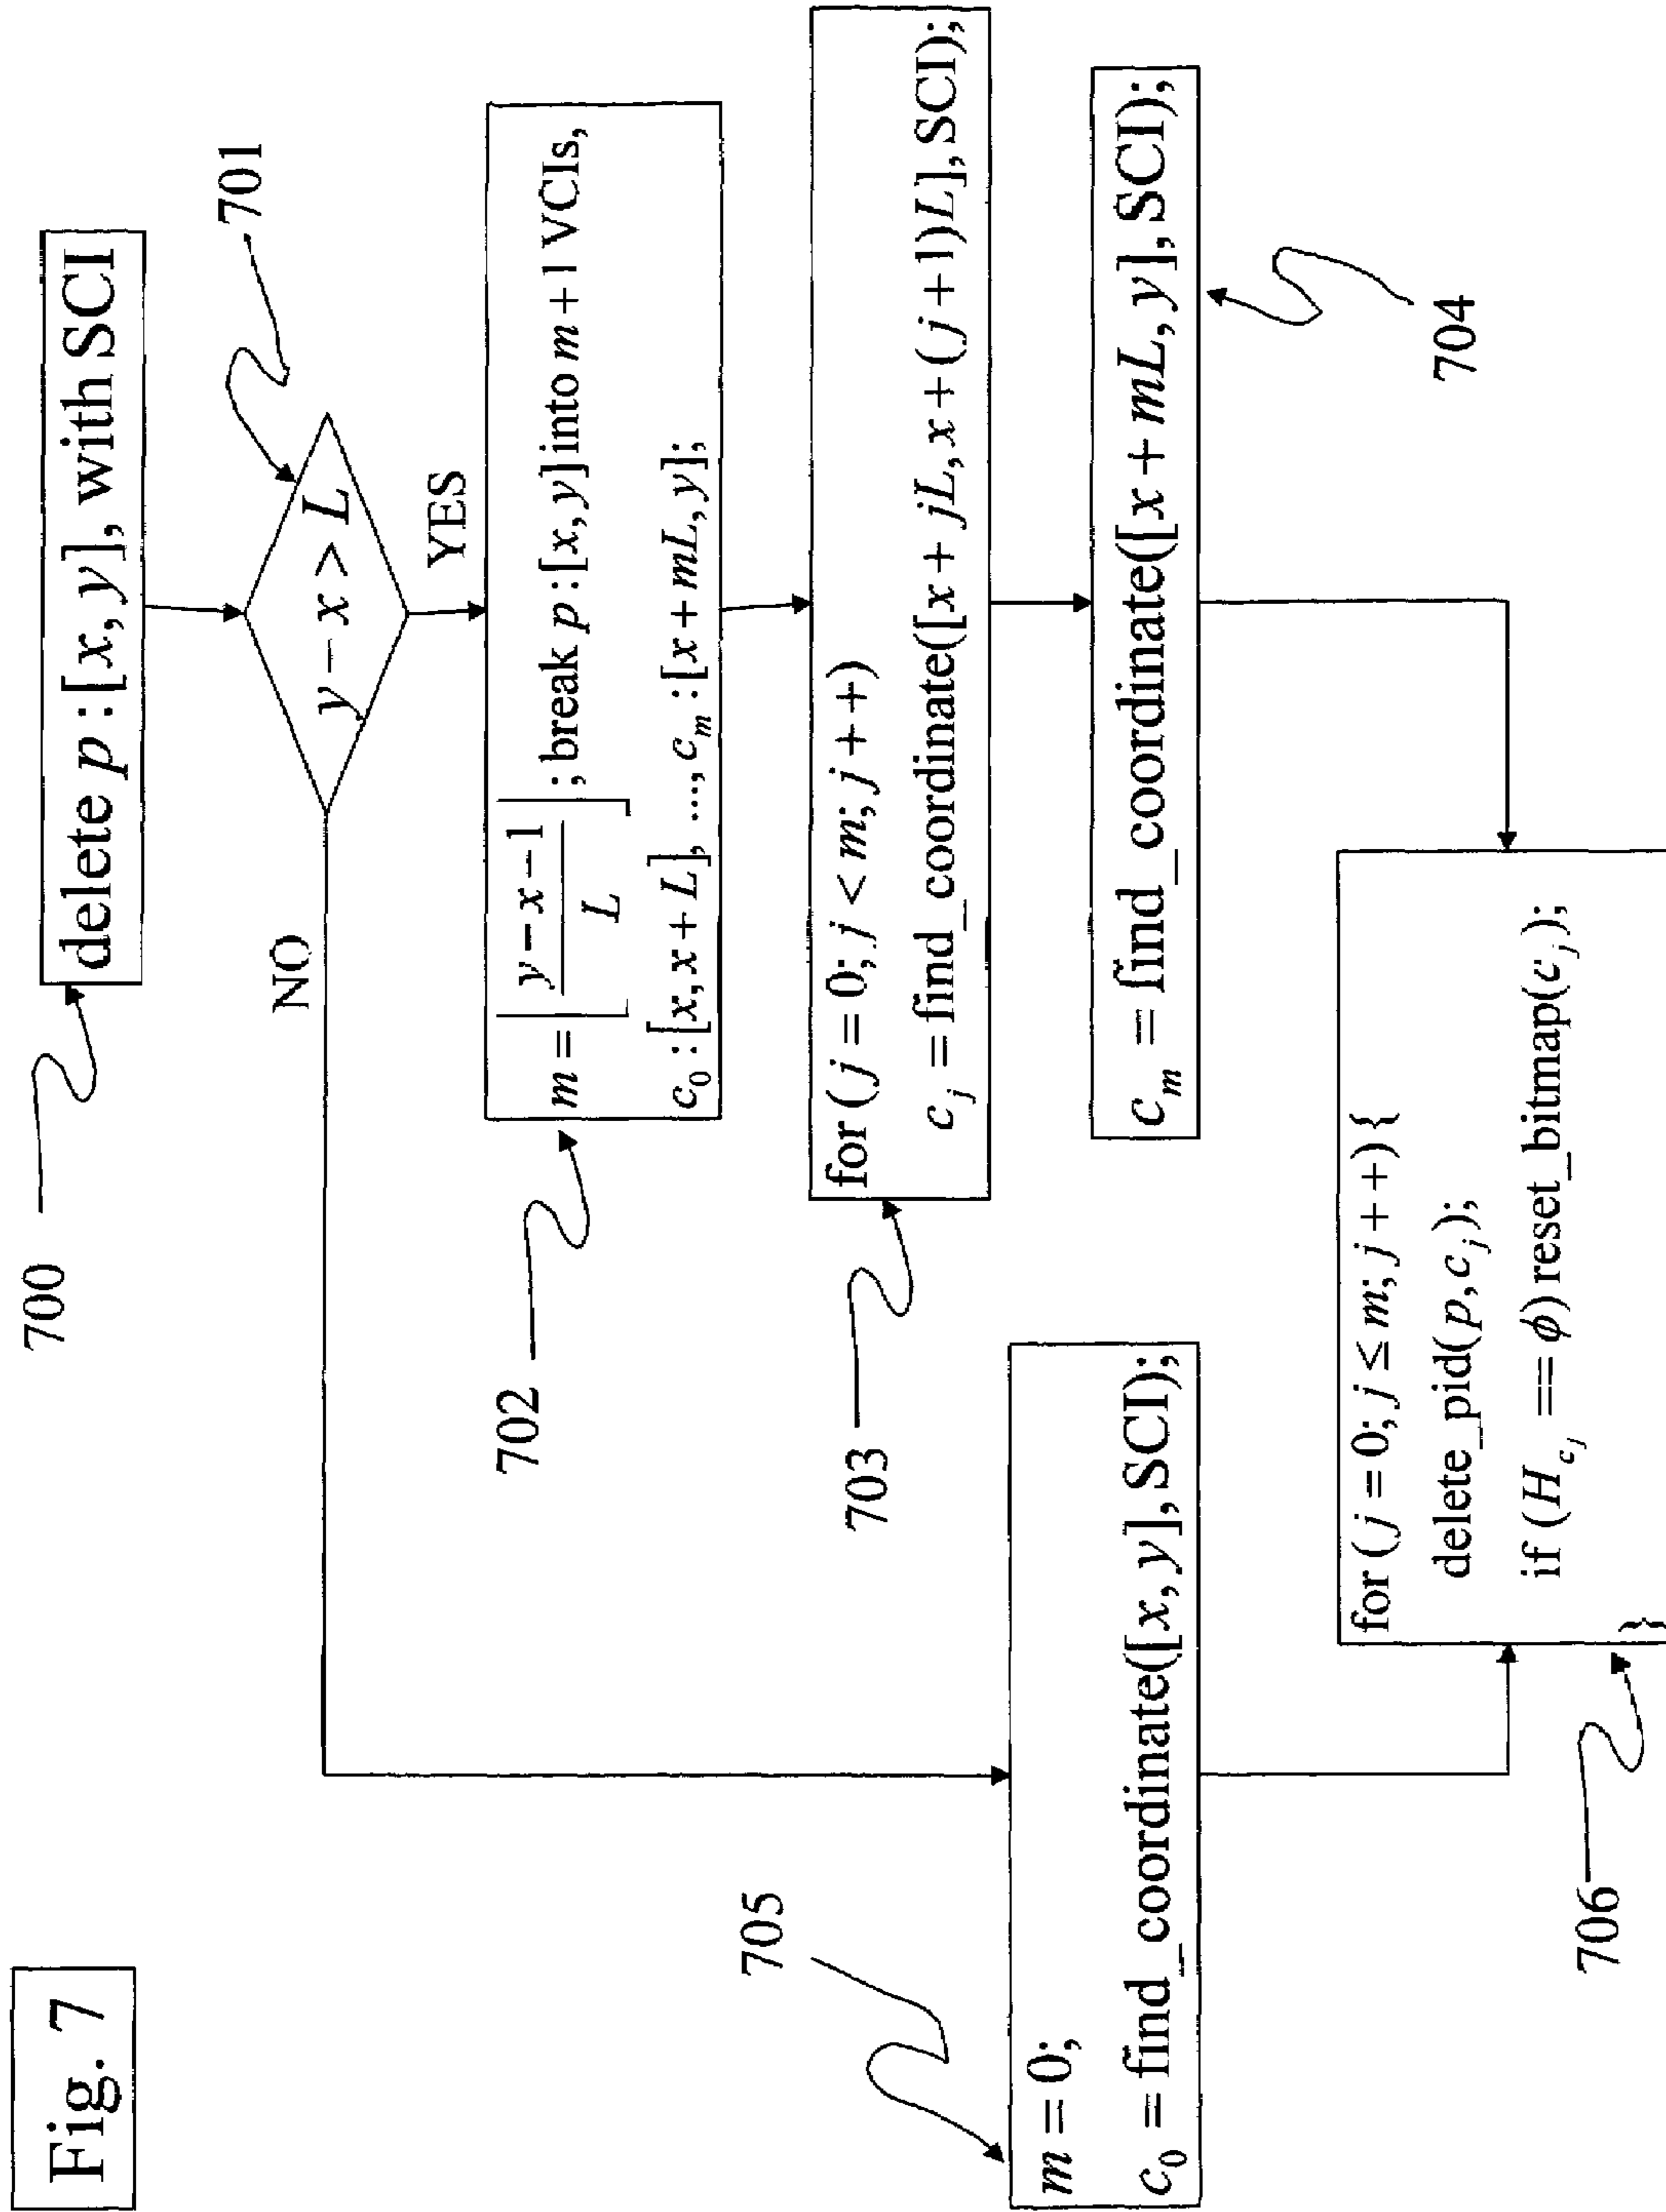 Fig. 7
700
delete p :[x, y], with SCI
701
y − x > L
NO
YES
702
m = ⌊(y − x − 1)/L⌋ ;break p :[x, y] into m + 1 VCIs,
c₀ :[x, x + L], ..., cₘ :[x + mL, y];
703
for (j = 0; j < m; j + +)
cⱼ = find_coordinate([x + jL, x + (j + 1)L], SCI);
cₘ = find_coordinate([x + mL, y], SCI);
704
705
m = 0;
c₀ = find_coordinate([x, y], SCI);
706
for (j = 0; j ≤ m; j + +) {
delete_pid(p, cⱼ);
if (H_cⱼ == ϕ) reset_bitmap(cⱼ);
}